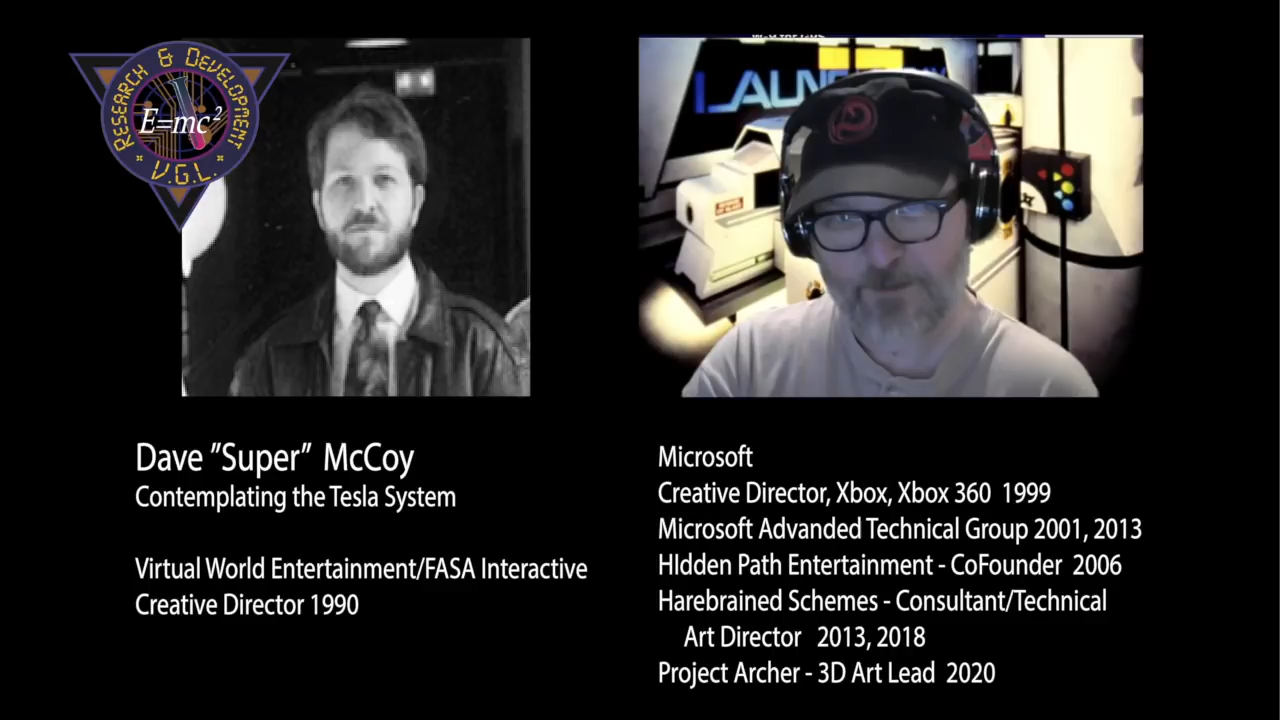 RESEARCH & DEVELOPMENT
E=mc²
V.G.L.
Dave "Super" McCoy
Contemplating the Tesla System
Virtual World Entertainment/FASA Interactive
Creative Director 1990
Microsoft
Creative Director, Xbox, Xbox 360 1999
Microsoft Advanded Technical Group 2001, 2013
HIdden Path Entertainment - CoFounder 2006
Harebrained Schemes - Consultant/Technical
Art Director 2013, 2018
Project Archer - 3D Art Lead 2020